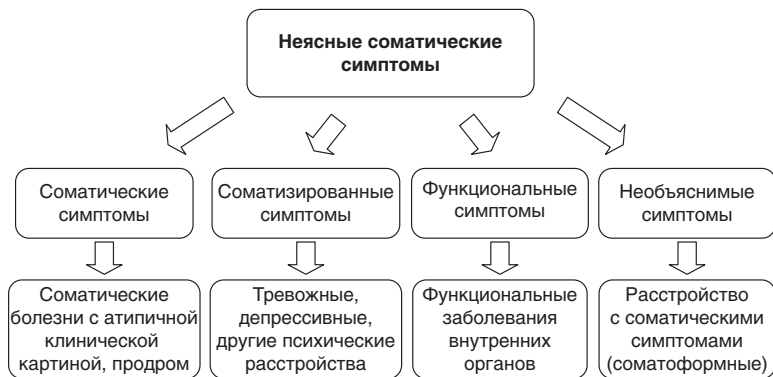 Неясные соматические
симптомы
Соматические
симптомы
Соматизированные
симптомы
Функциональные
симптомы
Необъяснимые
симптомы
Соматические
болезни с атипичной
клинической
картиной, продром
Тревожные,
депрессивные,
другие психические
расстройства
Функциональные
заболевания
внутренних
органов
Расстройство
с соматическими
симптомами
(соматоформные)